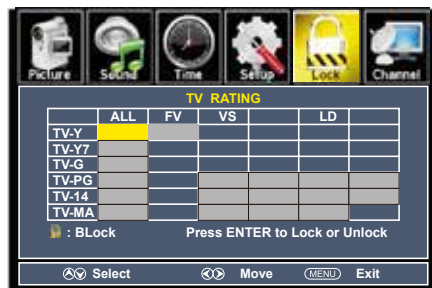 Picture Sound Time Setup Lock Channel
TV RATING
ALL FV VS LD
TV-Y
TV-Y7
TV-G
TV-PG
TV-14
TV-MA
: BLock Press ENTER to Lock or Unlock
Select Move MENU Exit